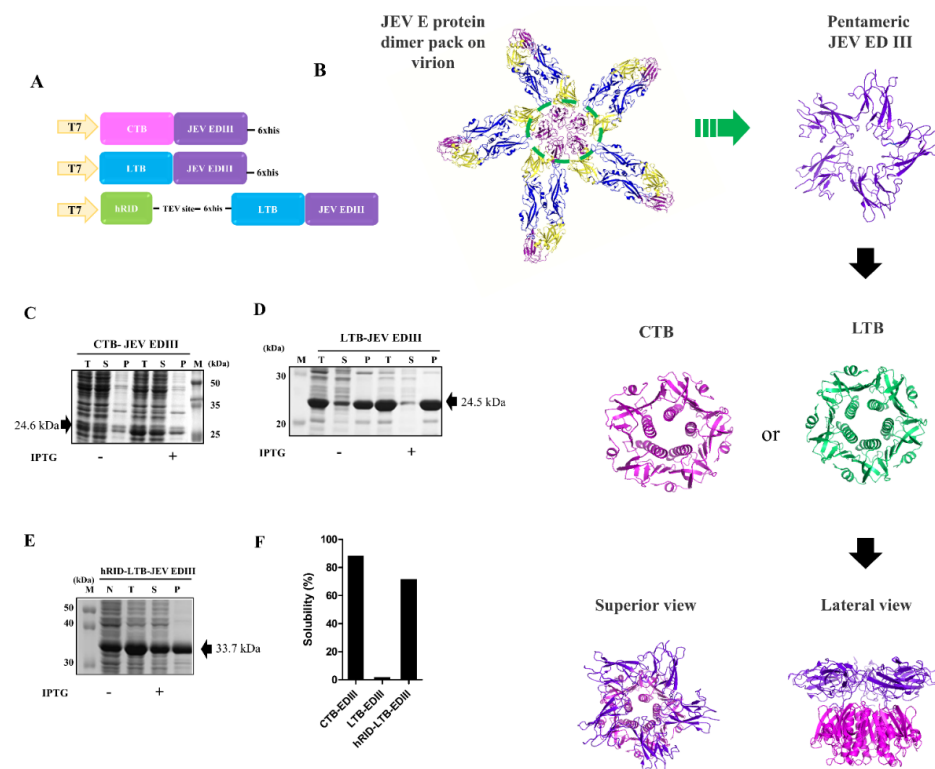 JEV E protein
dimer pack on
virion
Pentameric
JEV ED III
A
B
T7
CTB
JEV EDIII
6xhis
T7
LTB
JEV EDIII
6xhis
T7
hRID
TEV site
6xhis
LTB
JEV EDIII
C
CTB- JEV EDIII
T S P T S P M (kDa)
50
35
25
24.6 kDa
IPTG - +
D
LTB-JEV EDIII
(kDa)
M T S P T S P
30
20
24.5 kDa
IPTG - +
CTB
LTB
or
E
hRID-LTB-JEV EDIII
(kDa)
M N T S P
50
40
30
33.7 kDa
IPTG - +
F
Solubility (%)
100
80
60
40
20
0
CTB-EDIII
LTB-EDIII
hRID-LTB-EDIII
Superior view
Lateral view